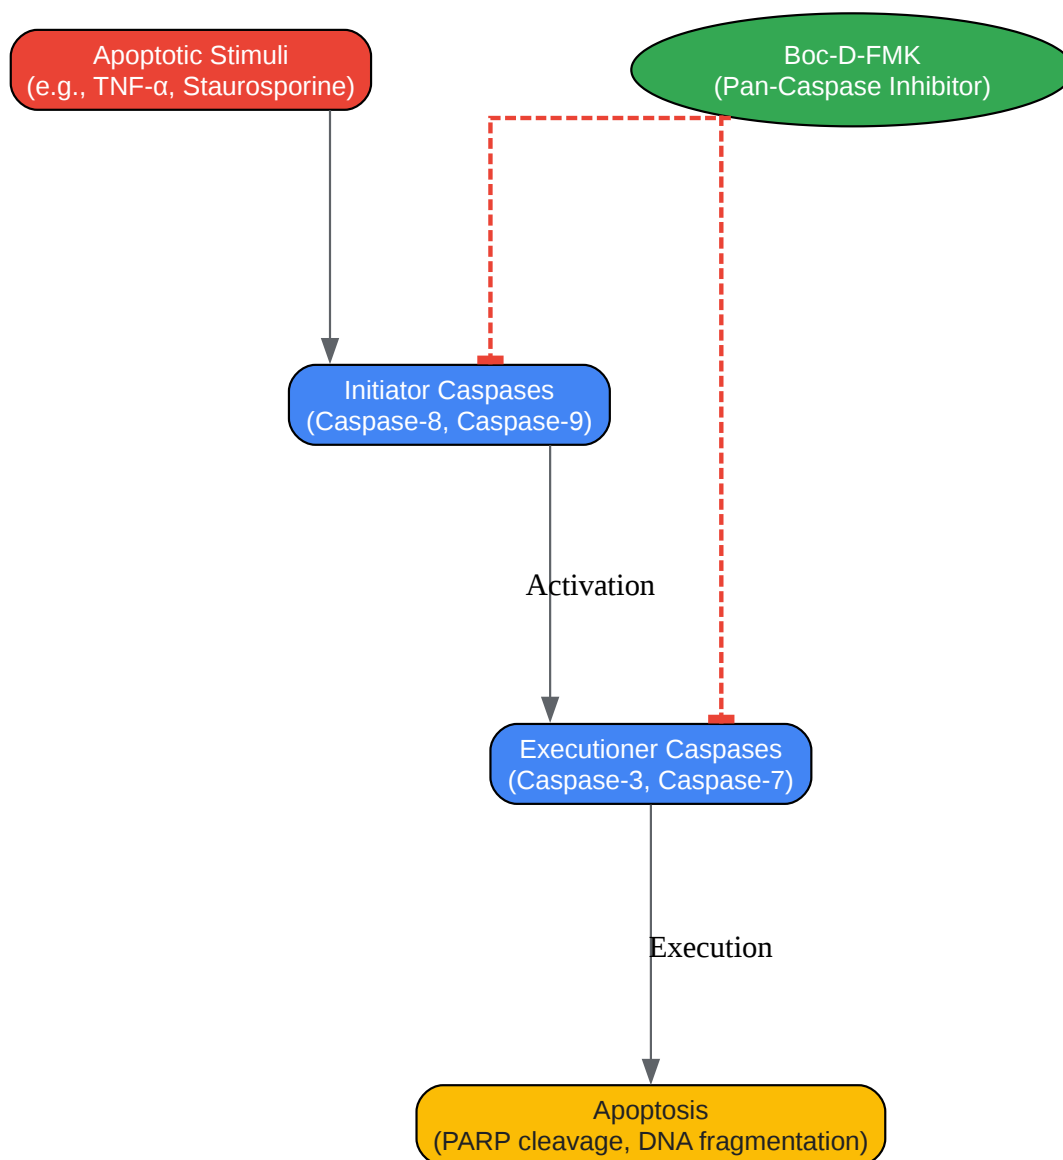 Apoptotic Stimuli
(e.g., TNF-α, Staurosporine)
Boc-D-FMK
(Pan-Caspase Inhibitor)
Initiator Caspases
(Caspase-8, Caspase-9)
Activation
Executioner Caspases
(Caspase-3, Caspase-7)
Execution
Apoptosis
(PARP cleavage, DNA fragmentation)